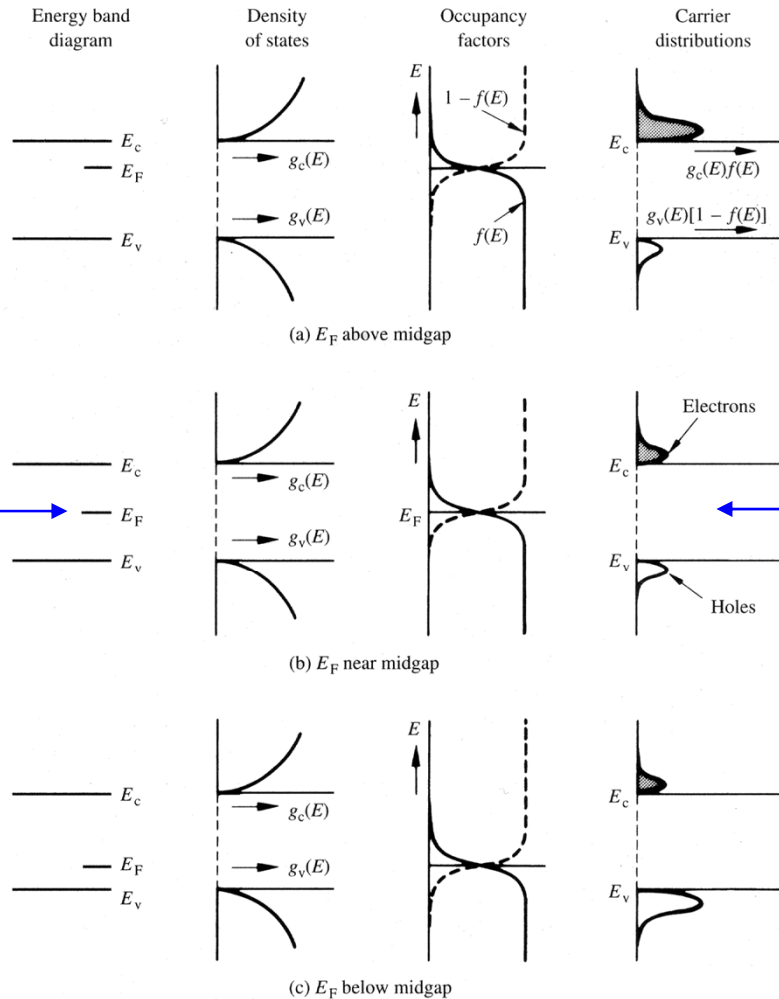 Energy band
diagram
Density
of states
Occupancy
factors
Carrier
distributions
E
1 – f(E)
E_c
E_F
g_c(E)
g_v(E)
E_v
f(E)
E_c
g_c(E)f(E)
g_v(E)[1 – f(E)]
E_v
(a) E_F above midgap
E
Electrons
E_c
g_c(E)
E_c
E_F
E_F
g_v(E)
E_v
E_v
Holes
(b) E_F near midgap
E
E_c
g_c(E)
E_c
E_F
g_v(E)
E_v
E_v
(c) E_F below midgap